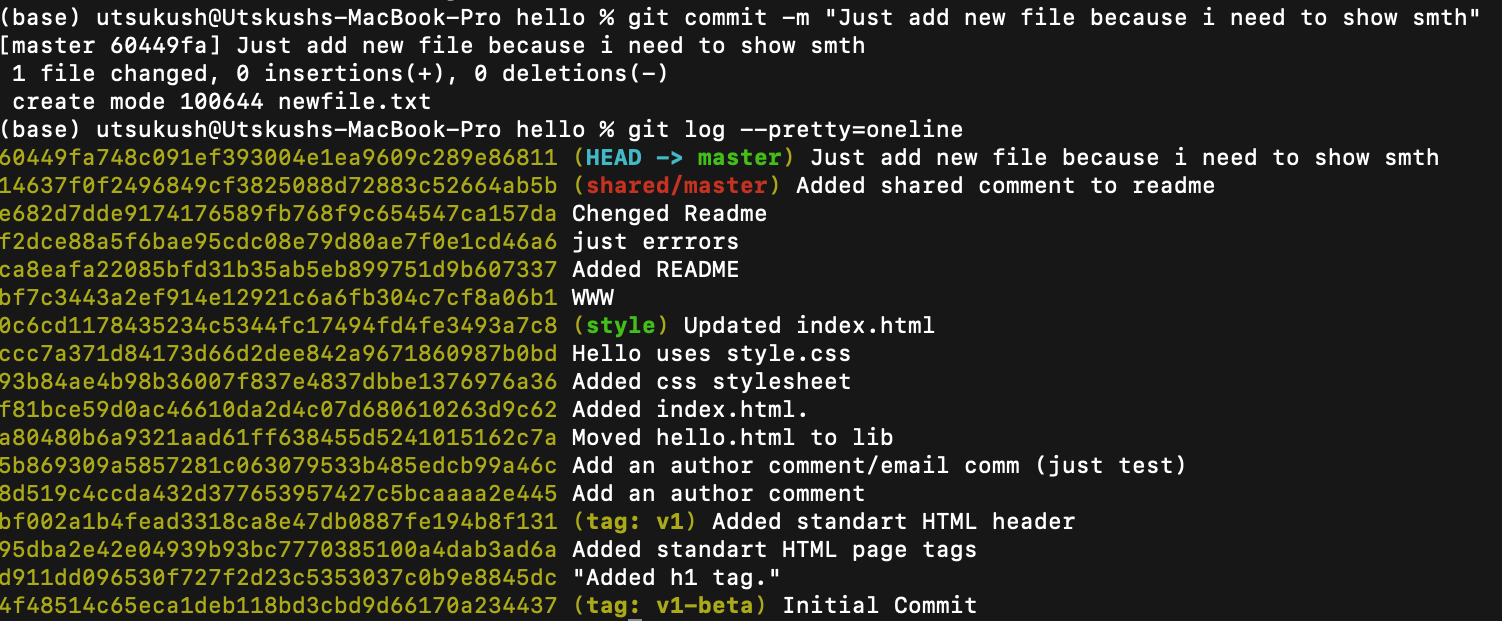 (base) utsukush@Utskushs-MacBook-Pro hello % git commit -m "Just add new file because i need to show smth"
[master 60449fa] Just add new file because i need to show smth
1 file changed, 0 insertions(+), 0 deletions(-)
create mode 100644 newfile.txt
(base) utsukush@Utskushs-MacBook-Pro hello % git log --pretty=oneline
60449fa748c091ef393004e1ea9609c289e86811 (HEAD -> master) Just add new file because i need to show smth
14637f0f2496849cf3825088d72883c52664ab5b (shared/master) Added shared comment to readme
e682d7dde9174176589fb768f9c654547ca157da Chenged Readme
f2dce88a5f6bae95cdc08e79d80ae7f0e1cd46a6 just errrors
ca8eafa22085bfd31b35ab5eb899751d9b607337 Added README
bf7c3443a2ef914e12921c6a6fb304c7cf8a06b1 WWW
0c6cd1178435234c5344fc17494fd4fe3493a7c8 (style) Updated index.html
ccc7a371d84173d66d2dee842a9671860987b0bd Hello uses style.css
93b84ae4b98b36007f837e4837dbbe1376976a36 Added css stylesheet
f81bce59d0ac46610da2d4c07d680610263d9c62 Added index.html.
a80480b6a9321aad61ff638455d5241015162c7a Moved hello.html to lib
5b869309a5857281c063079533b485edcb99a46c Add an author comment/email comm (just test)
8d519c4ccda432d377653957427c5bcaaaa2e445 Add an author comment
bf002a1b4fead3318ca8e47db0887fe194b8f131 (tag: v1) Added standart HTML header
95dba2e42e04939b93bc7770385100a4dab3ad6a Added standart HTML page tags
d911dd096530f727f2d23c5353037c0b9e8845dc "Added h1 tag."
4f48514c65eca1deb118bd3cbd9d66170a234437 (tag: v1-beta) Initial Commit